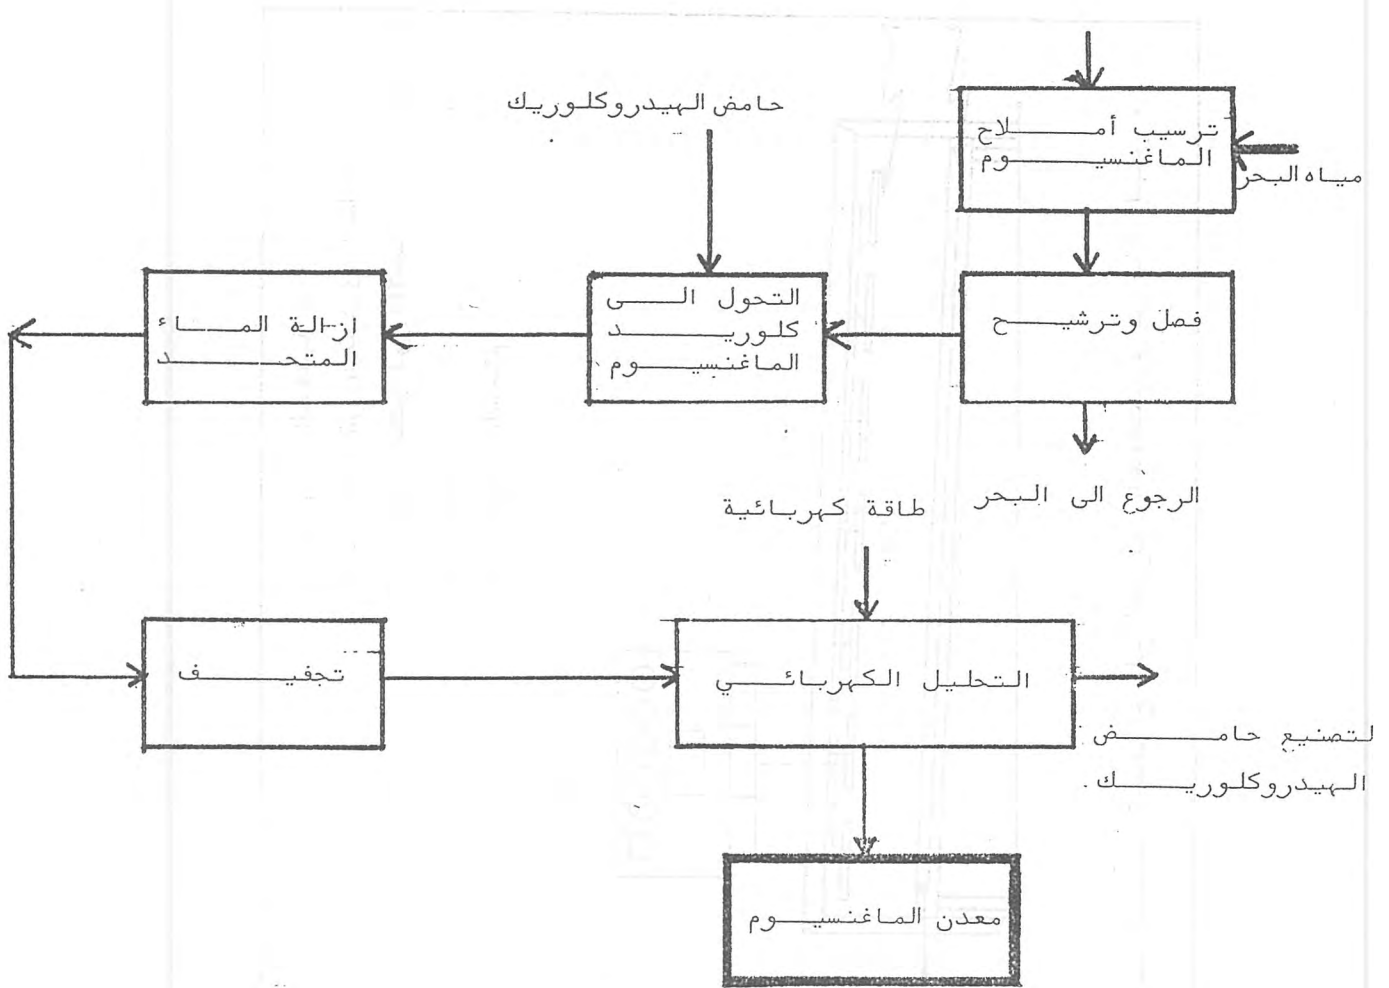 حامض الهيدروكلوريك
ترسيب أملاح
الماغنسيوم
مياه البحر
فصل وترشيح
التحول الى
كلوريد
الماغنسيوم
ازالة الماء
المتحد
الرجوع الى البحر
طاقة كهربائية
تجفيف
التحليل الكهربائي
لتصنيع حامض
الهيدروكلوريك .
معدن الماغنسيوم